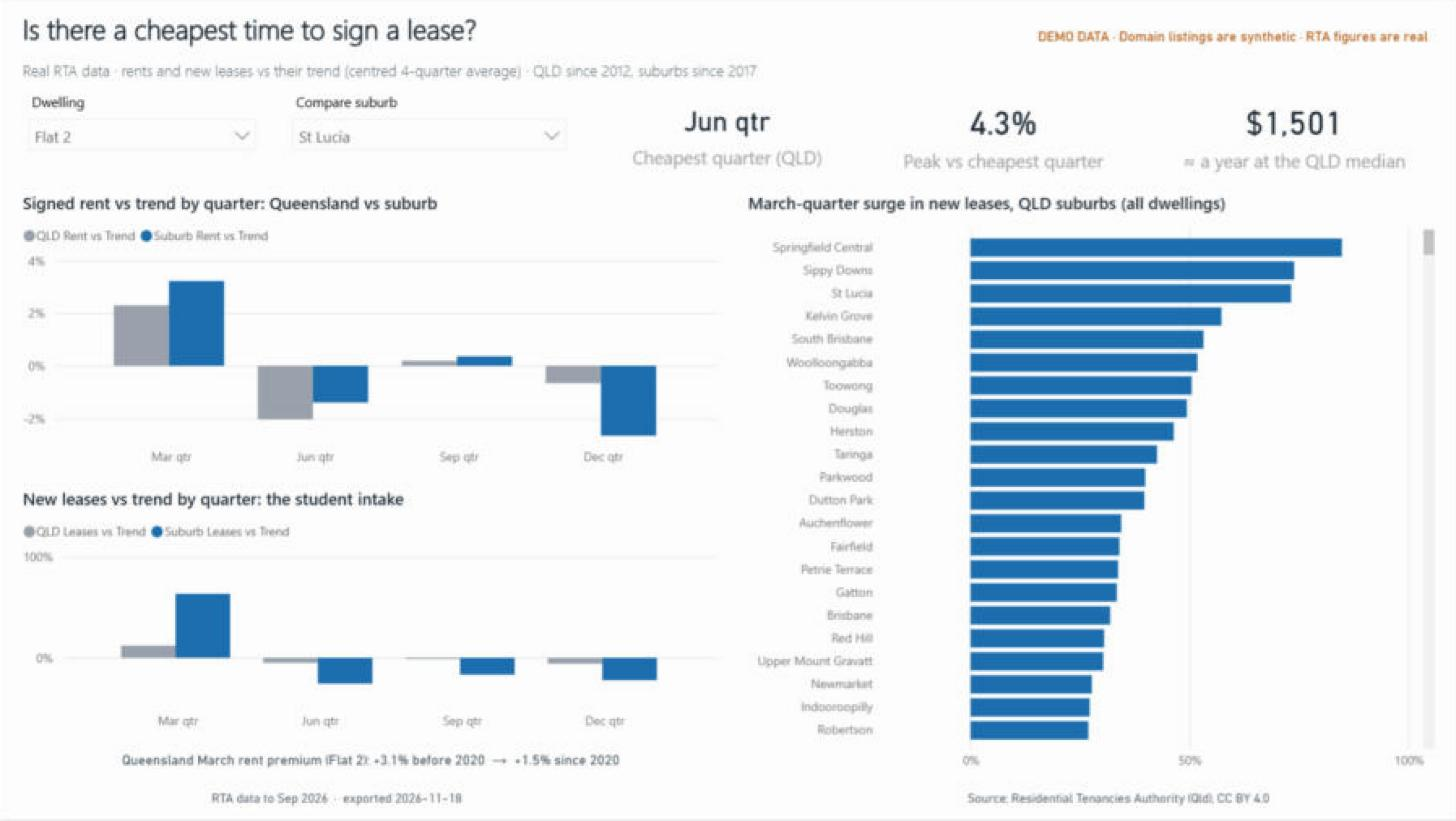 Is there a cheapest time to sign a lease?
DEMO DATA · Domain listings are synthetic · RTA figures are real
Real RTA data · rents and new leases vs their trend (centred 4-quarter average) · QLD since 2012, suburbs since 2017
Dwelling
Flat 2
Compare suburb
St Lucia
Jun qtr
Cheapest quarter (QLD)
4.3%
Peak vs cheapest quarter
$1,501
≈ a year at the QLD median
Signed rent vs trend by quarter: Queensland vs suburb
QLD Rent vs Trend Suburb Rent vs Trend
4%
2%
0%
-2%
Mar qtr Jun qtr Sep qtr Dec qtr
New leases vs trend by quarter: the student intake
QLD Leases vs Trend Suburb Leases vs Trend
100%
0%
Mar qtr Jun qtr Sep qtr Dec qtr
Queensland March rent premium (Flat 2): +3.1% before 2020 → +1.5% since 2020
RTA data to Sep 2026 · exported 2026-11-18
March-quarter surge in new leases, QLD suburbs (all dwellings)
Springfield Central
Sippy Downs
St Lucia
Kelvin Grove
South Brisbane
Woolloongabba
Toowong
Douglas
Herston
Taringa
Parkwood
Dutton Park
Auchenflower
Fairfield
Petrie Terrace
Gatton
Brisbane
Red Hill
Upper Mount Gravatt
Newmarket
Indooroopilly
Robertson
0% 50% 100%
Source: Residential Tenancies Authority (Qld), CC BY 4.0